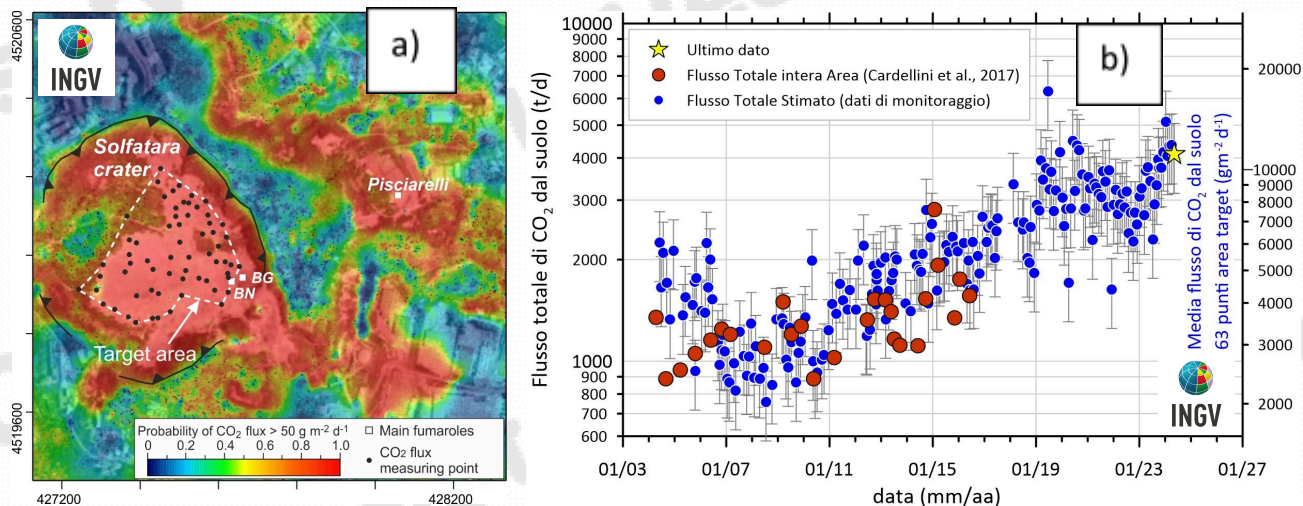 4520600
INGV
a)
Solfatara
crater
Pisciarelli
BG
BN
Target area
Probability of CO2 flux > 50 g m-2 d-1
0 0.2 0.4 0.6 0.8 1.0
Main fumaroles
CO2 flux
measuring point
4519600
427200
428200
Flusso totale di CO2 dal suolo (t/d)
10000
9000
8000
7000
6000
5000
4000
3000
2000
1000
900
800
700
600
Ultimo dato
Flusso Totale intera Area (Cardellini et al., 2017)
Flusso Totale Stimato (dati di monitoraggio)
b)
20000
10000
9000
8000
7000
6000
5000
4000
3000
2000
Media flusso di CO2 dal suolo
63 punti area target (gm-2 d-1)
INGV
01/03 01/07 01/11 01/15 01/19 01/23 01/27
data (mm/aa)